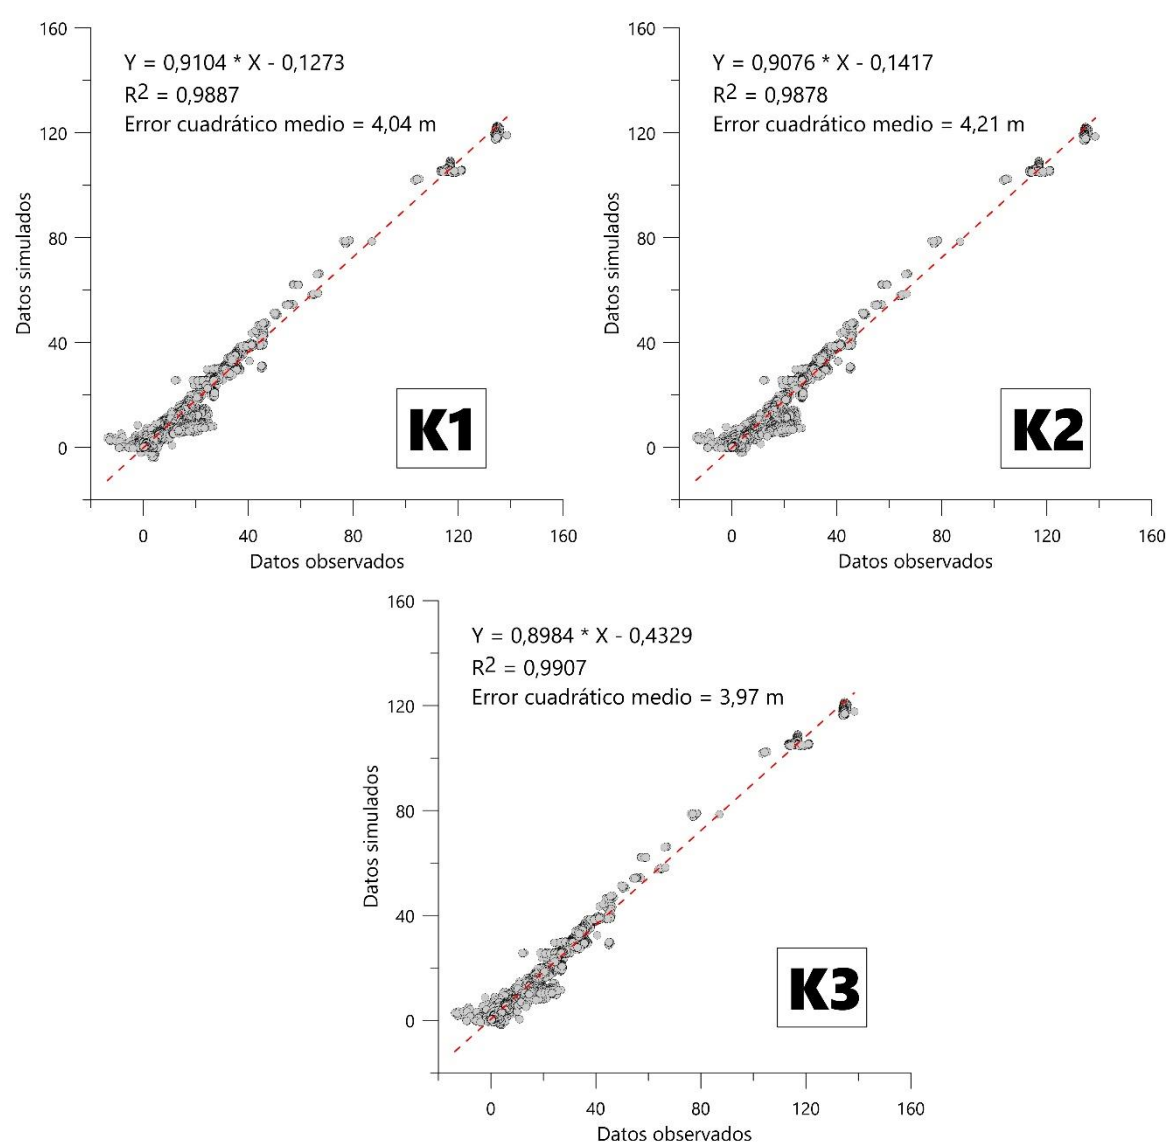 160
Y = 0,9104 * X - 0,1273
R2 = 0,9887
Error cuadrático medio = 4,04 m
120
80
40
0
Datos simulados
K1
0 40 80 120 160
Datos observados
160
Y = 0,9076 * X - 0,1417
R2 = 0,9878
Error cuadrático medio = 4,21 m
120
80
40
0
Datos simulados
K2
0 40 80 120 160
Datos observados
160
Y = 0,8984 * X - 0,4329
R2 = 0,9907
Error cuadrático medio = 3,97 m
120
80
40
0
Datos simulados
K3
0 40 80 120 160
Datos observados